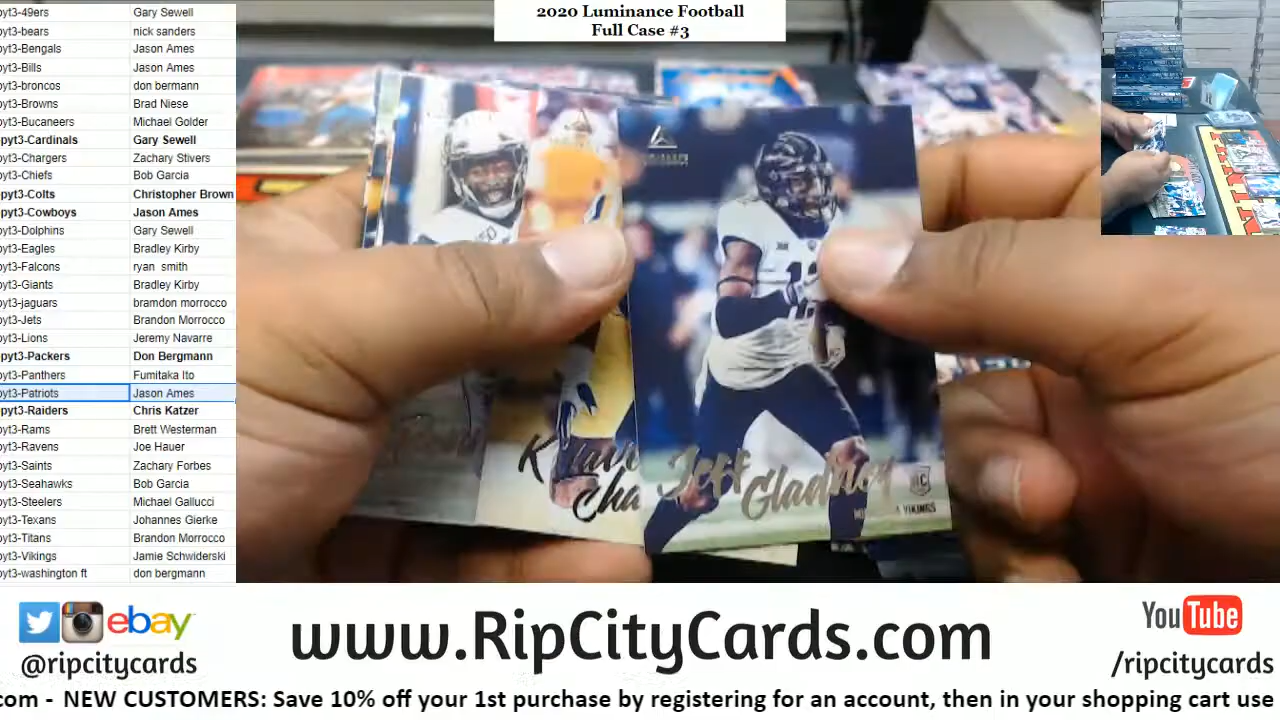 2020 Luminance Football
Full Case #3
pyt3-49ers Gary Sewell
pyt3-bears nick sanders
pyt3-Bengals Jason Ames
pyt3-Bills Jason Ames
pyt3-broncos don bermann
pyt3-Browns Brad Niese
pyt3-Bucaneers Michael Golder
pyt3-Cardinals Gary Sewell
pyt3-Chargers Zachary Stivers
pyt3-Chiefs Bob Garcia
pyt3-Colts Christopher Brown
pyt3-Cowboys Jason Ames
pyt3-Dolphins Gary Sewell
pyt3-Eagles Bradley Kirby
pyt3-Falcons ryan smith
pyt3-Giants Bradley Kirby
pyt3-jaguars bramdon morrocco
pyt3-Jets Brandon Morrocco
pyt3-Lions Jeremy Navarre
pyt3-Packers Don Bergmann
pyt3-Panthers Fumitaka Ito
pyt3-Patriots Jason Ames
pyt3-Raiders Chris Katzer
pyt3-Rams Brett Westerman
pyt3-Ravens Joe Hauer
pyt3-Saints Zachary Forbes
pyt3-Seahawks Bob Garcia
pyt3-Steelers Michael Gallucci
pyt3-Texans Johannes Gierke
pyt3-Titans Brandon Morrocco
pyt3-Vikings Jamie Schwiderski
pyt3-washington ft don bergmann
Jeff
Gladney
RC
VIKINGS
ebay
@ripcitycards
www.RipCityCards.com
YouTube
/ripcitycards
com - NEW CUSTOMERS: Save 10% off your 1st purchase by registering for an account, then in your shopping cart use